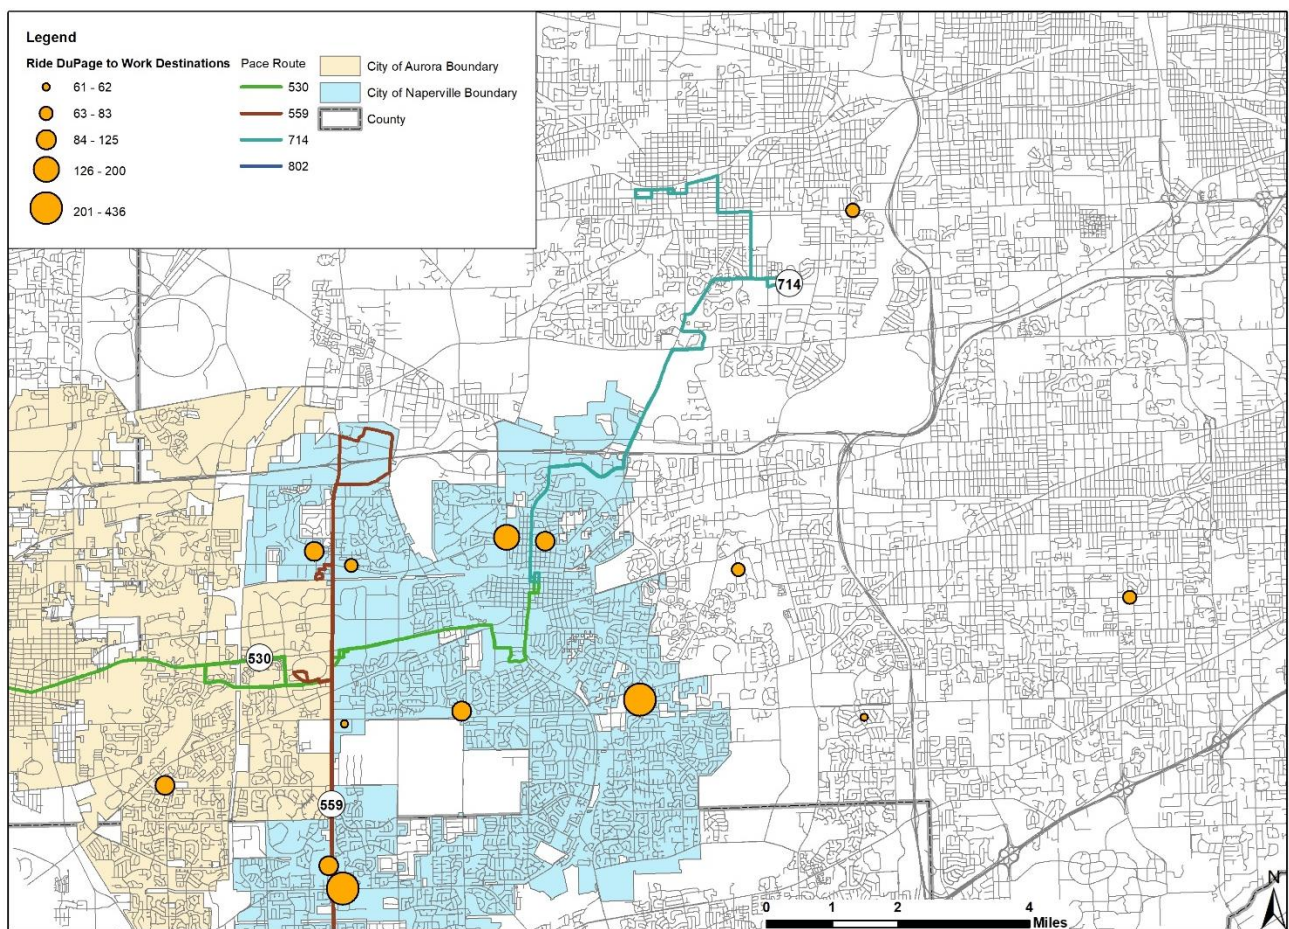 Legend
Ride DuPage to Work Destinations
61 - 62
63 - 83
84 - 125
126 - 200
201 - 436
Pace Route
530
559
714
802
City of Aurora Boundary
City of Naperville Boundary
County
714
530
559
N
0 1 2 4
Miles